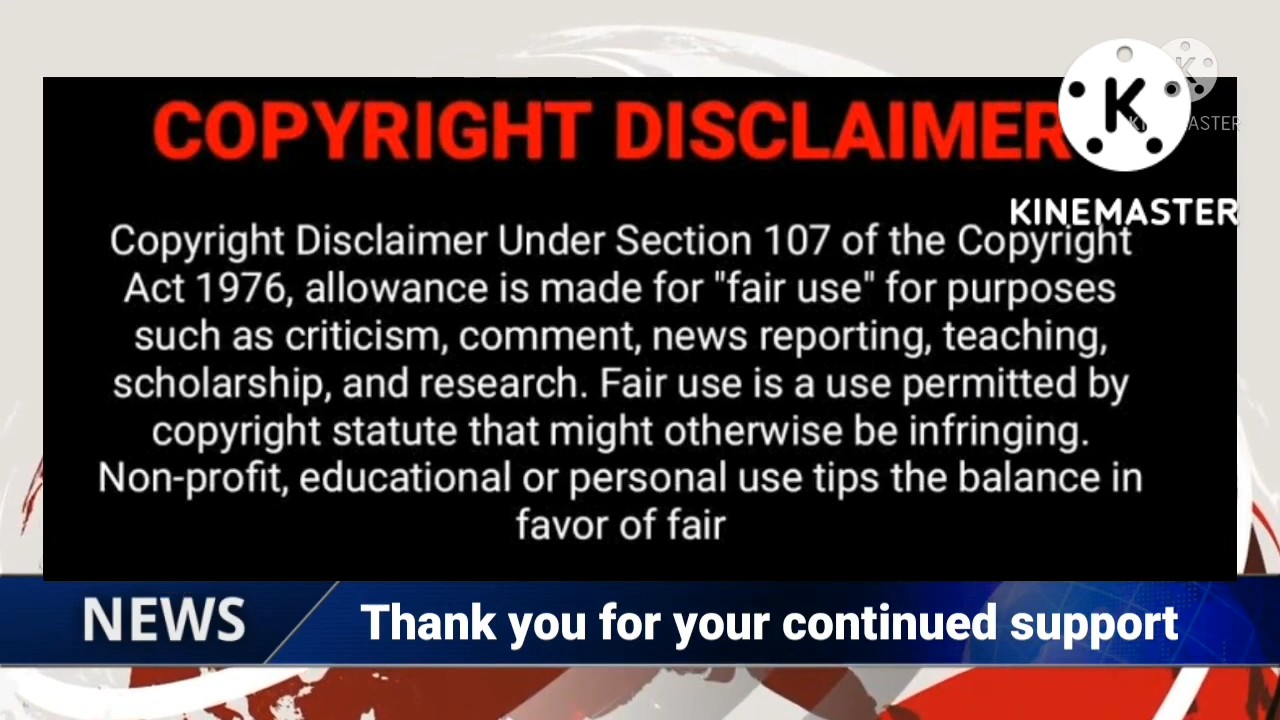 COPYRIGHT DISCLAIMER
KINEMASTER
Copyright Disclaimer Under Section 107 of the Copyright
Act 1976, allowance is made for "fair use" for purposes
such as criticism, comment, news reporting, teaching,
scholarship, and research. Fair use is a use permitted by
copyright statute that might otherwise be infringing.
Non-profit, educational or personal use tips the balance in
favor of fair
NEWS
Thank you for your continued support